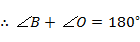 ∴ ∠B + ∠O = 180°